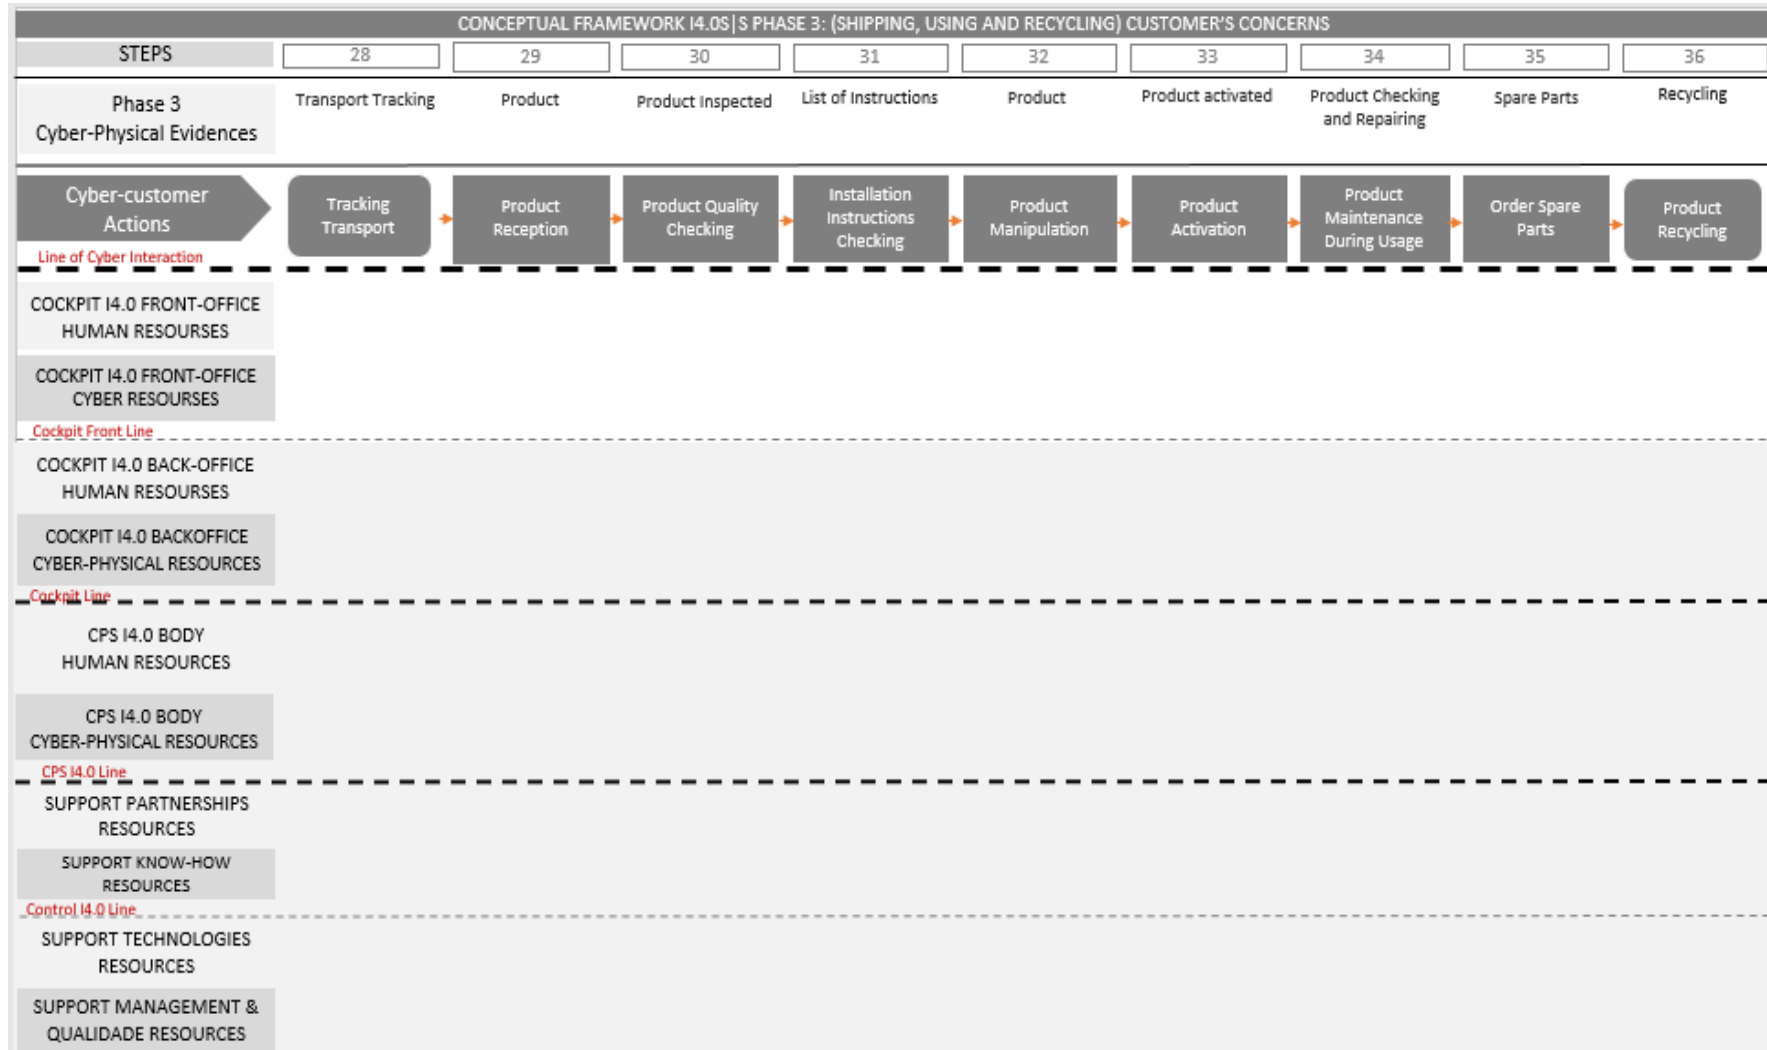 CONCEPTUAL FRAMEWORK I4.0S|S PHASE 3: (SHIPPING, USING AND RECYCLING) CUSTOMER'S CONCERNS
STEPS
28
29
30
31
32
33
34
35
36
Phase 3
Cyber-Physical Evidences
Transport Tracking
Product
Product Inspected
List of Instructions
Product
Product activated
Product Checking
and Repairing
Spare Parts
Recycling
Cyber-customer
Actions
Tracking
Transport
Product
Reception
Product Quality
Checking
Installation
Instructions
Checking
Product
Manipulation
Product
Activation
Product
Maintenance
During Usage
Order Spare
Parts
Product
Recycling
Line of Cyber Interaction
COCKPIT I4.0 FRONT-OFFICE
HUMAN RESOURSES
COCKPIT I4.0 FRONT-OFFICE
CYBER RESOURSES
Cockpit Front Line
COCKPIT I4.0 BACK-OFFICE
HUMAN RESOURSES
COCKPIT I4.0 BACKOFFICE
CYBER-PHYSICAL RESOURCES
Cockpit Line
CPS I4.0 BODY
HUMAN RESOURCES
CPS I4.0 BODY
CYBER-PHYSICAL RESOURCES
CPS I4.0 Line
SUPPORT PARTNERSHIPS
RESOURCES
SUPPORT KNOW-HOW
RESOURCES
Control I4.0 Line
SUPPORT TECHNOLOGIES
RESOURCES
SUPPORT MANAGEMENT &
QUALIDADE RESOURCES